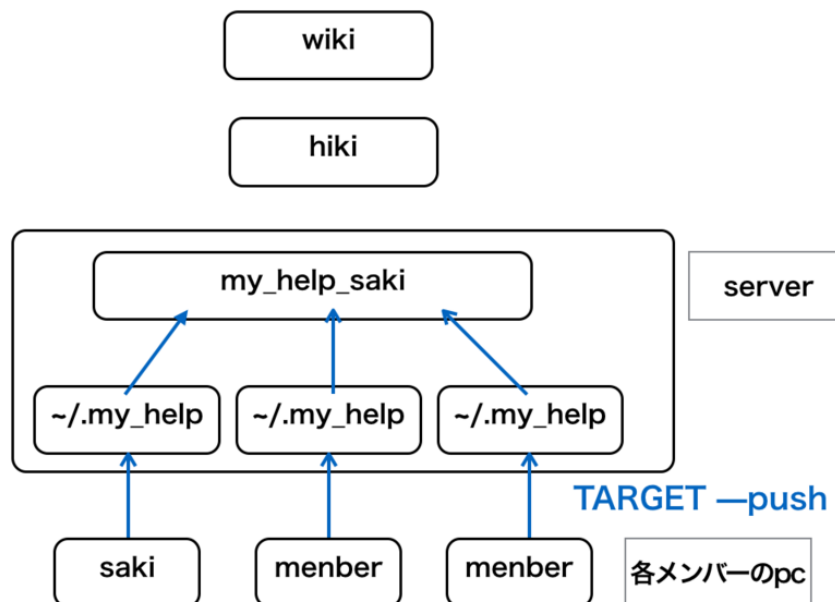 wiki
hiki
my_help_saki
server
~/.my_help
~/.my_help
~/.my_help
TARGET —push
saki
menber
menber
各メンバーのpc